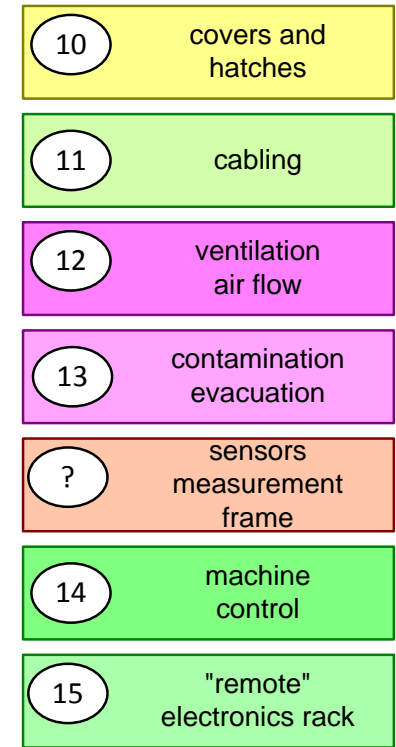 10
covers and
hatches
11
cabling
12
ventilation
air flow
13
contamination
evacuation
?
sensors
measurement
frame
14
machine
control
15
"remote"
electronics rack